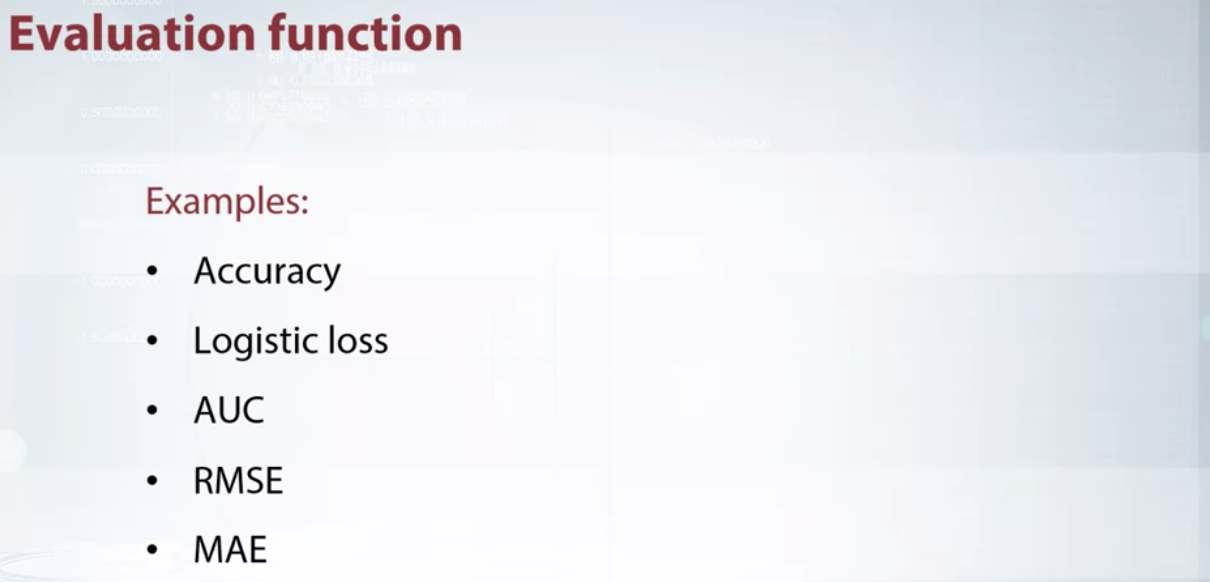 Evaluation function
Examples:
• Accuracy
• Logistic loss
• AUC
• RMSE
• MAE